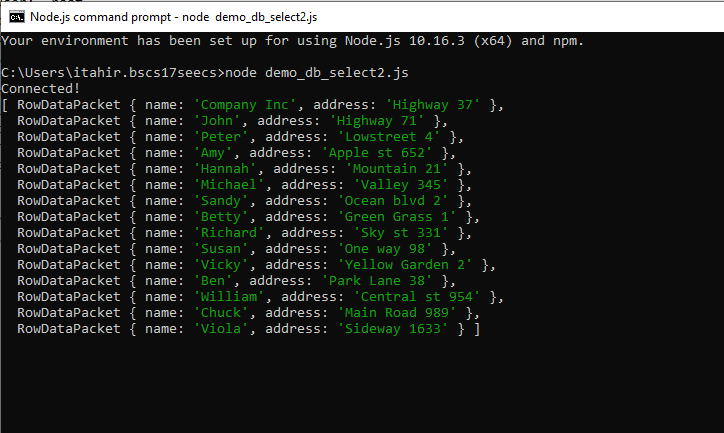 Node.js command prompt - node  demo_db_select2.js
Your environment has been set up for using Node.js 10.16.3 (x64) and npm.
C:\Users\itahir.bscs17seecs>node demo_db_select2.js
Connected!
[ RowDataPacket { name: 'Company Inc', address: 'Highway 37' },
  RowDataPacket { name: 'John', address: 'Highway 71' },
  RowDataPacket { name: 'Peter', address: 'Lowstreet 4' },
  RowDataPacket { name: 'Amy', address: 'Apple st 652' },
  RowDataPacket { name: 'Hannah', address: 'Mountain 21' },
  RowDataPacket { name: 'Michael', address: 'Valley 345' },
  RowDataPacket { name: 'Sandy', address: 'Ocean blvd 2' },
  RowDataPacket { name: 'Betty', address: 'Green Grass 1' },
  RowDataPacket { name: 'Richard', address: 'Sky st 331' },
  RowDataPacket { name: 'Susan', address: 'One way 98' },
  RowDataPacket { name: 'Vicky', address: 'Yellow Garden 2' },
  RowDataPacket { name: 'Ben', address: 'Park Lane 38' },
  RowDataPacket { name: 'William', address: 'Central st 954' },
  RowDataPacket { name: 'Chuck', address: 'Main Road 989' },
  RowDataPacket { name: 'Viola', address: 'Sideway 1633' } ]